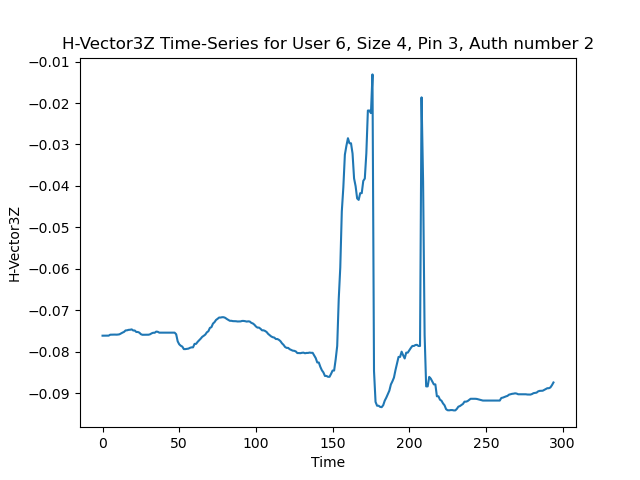 H-Vector3Z Time-Series for User 6, Size 4, Pin 3, Auth number 2
−0.01
−0.02
−0.03
−0.04
−0.05
−0.06
−0.07
−0.08
−0.09
H-Vector3Z
0 50 100 150 200 250 300
Time